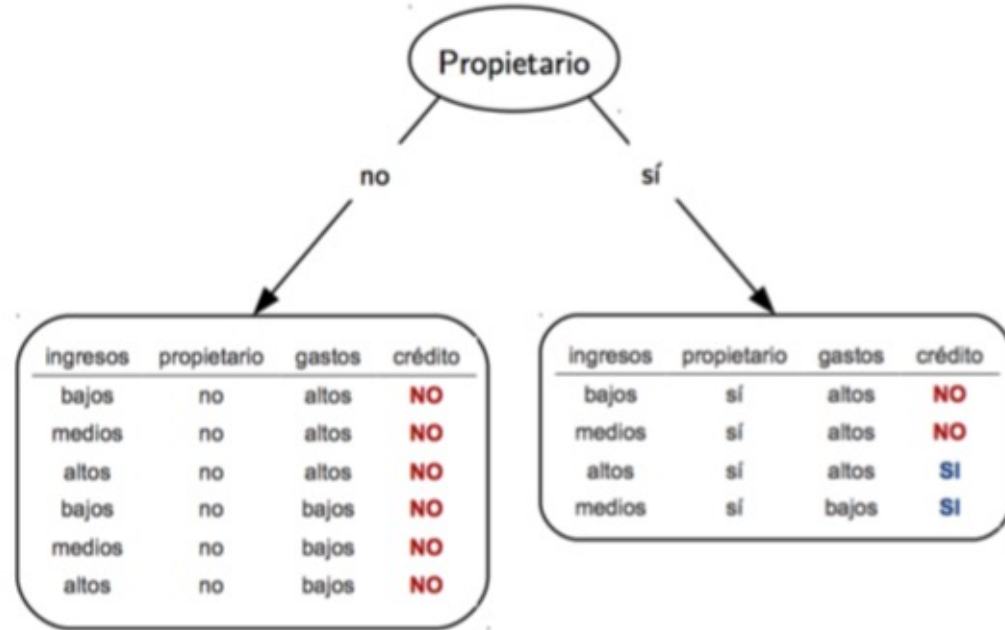 Propietario
no
sí
ingresos propietario gastos crédito
bajos no altos NO
medios no altos NO
altos no altos NO
bajos no bajos NO
medios no bajos NO
altos no bajos NO
ingresos propietario gastos crédito
bajos sí altos NO
medios sí altos NO
altos sí altos SI
medios sí bajos SI